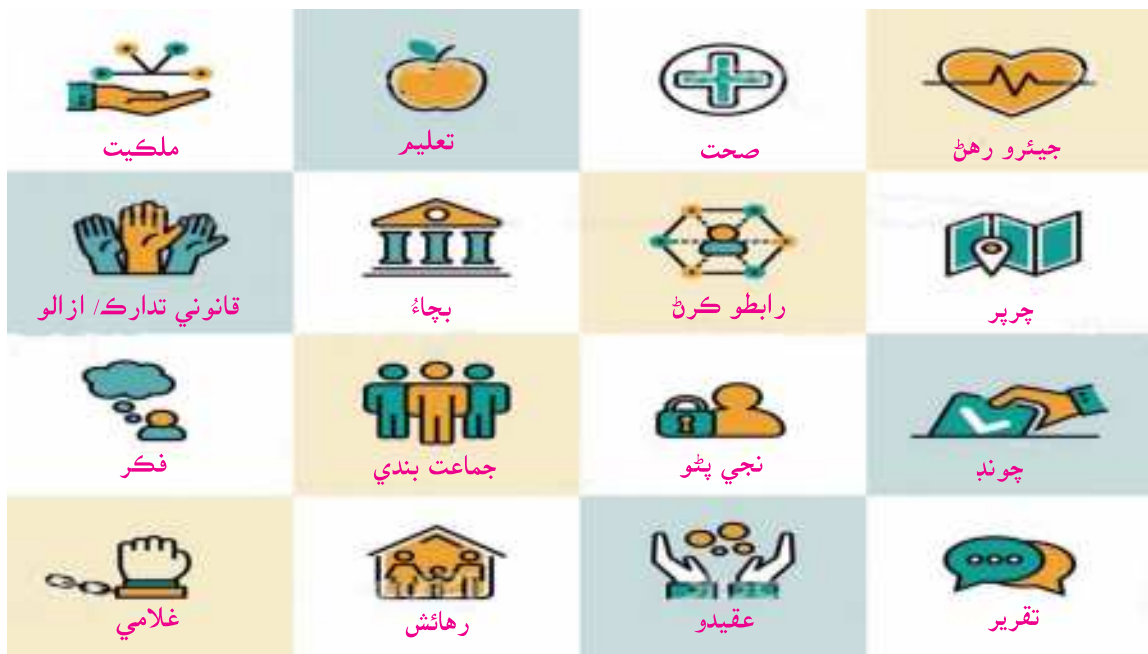 جيئرو رهڻ
صحت
تعليم
ملڪيت
چرپر
رابطو ڪرڻ
بچاءُ
قانوني تدارڪ/ ازالو
چونڊ
نجي پڻو
جماعت بندي
فڪر
تقرير
عقيدو
رهائش
غلامي